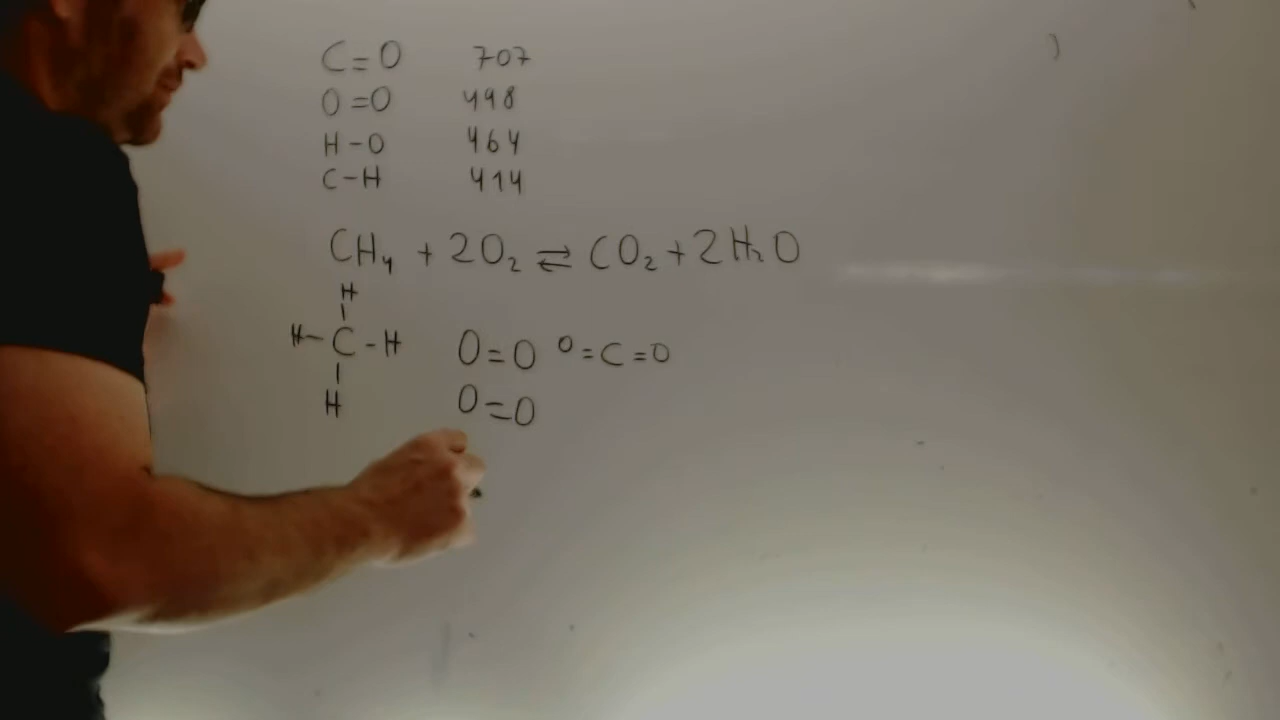 C=O 707
O=O 498
H-O 464
C-H 414
CH₄ + 2O₂ ⇌ CO₂ + 2H₂O
H
H-C-H O=O O=C=O
H O=O